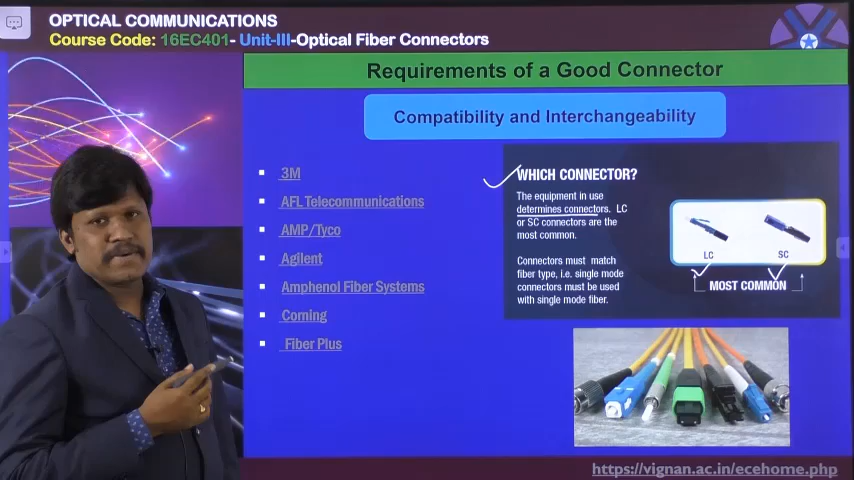 OPTICAL COMMUNICATIONS
Course Code: 16EC401- Unit-III-Optical Fiber Connectors
Requirements of a Good Connector
Compatibility and Interchangeability
3M
AFL Telecommunications
AMP/Tyco
Agilent
Amphenol Fiber Systems
Corning
Fiber Plus
WHICH CONNECTOR?
The equipment in use
determines connectors. LC
or SC connectors are the
most common.
Connectors must match
fiber type, i.e. single mode
connectors must be used
with single mode fiber.
LC
SC
MOST COMMON
https://vignan.ac.in/ecehome.php